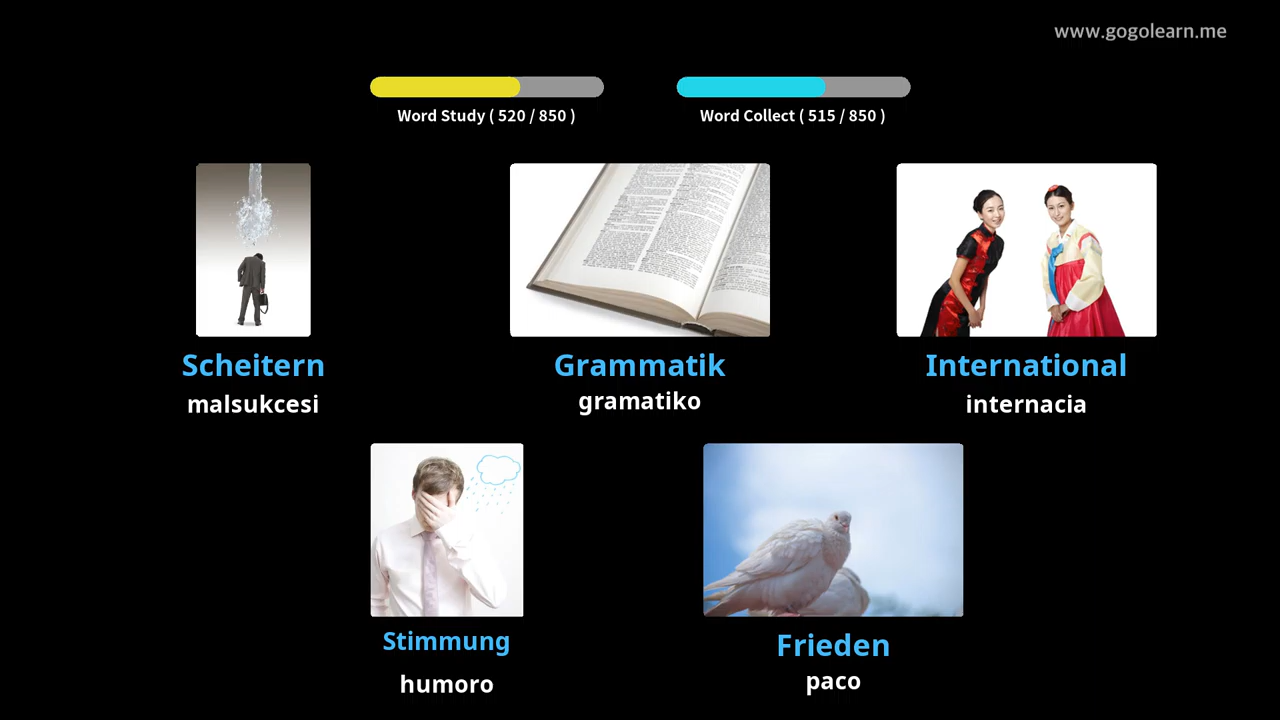 www.gogolearn.me
Word Study ( 520 / 850 )
Word Collect ( 515 / 850 )
Scheitern
malsukcesi
Grammatik
gramatiko
International
internacia
Stimmung
humoro
Frieden
paco